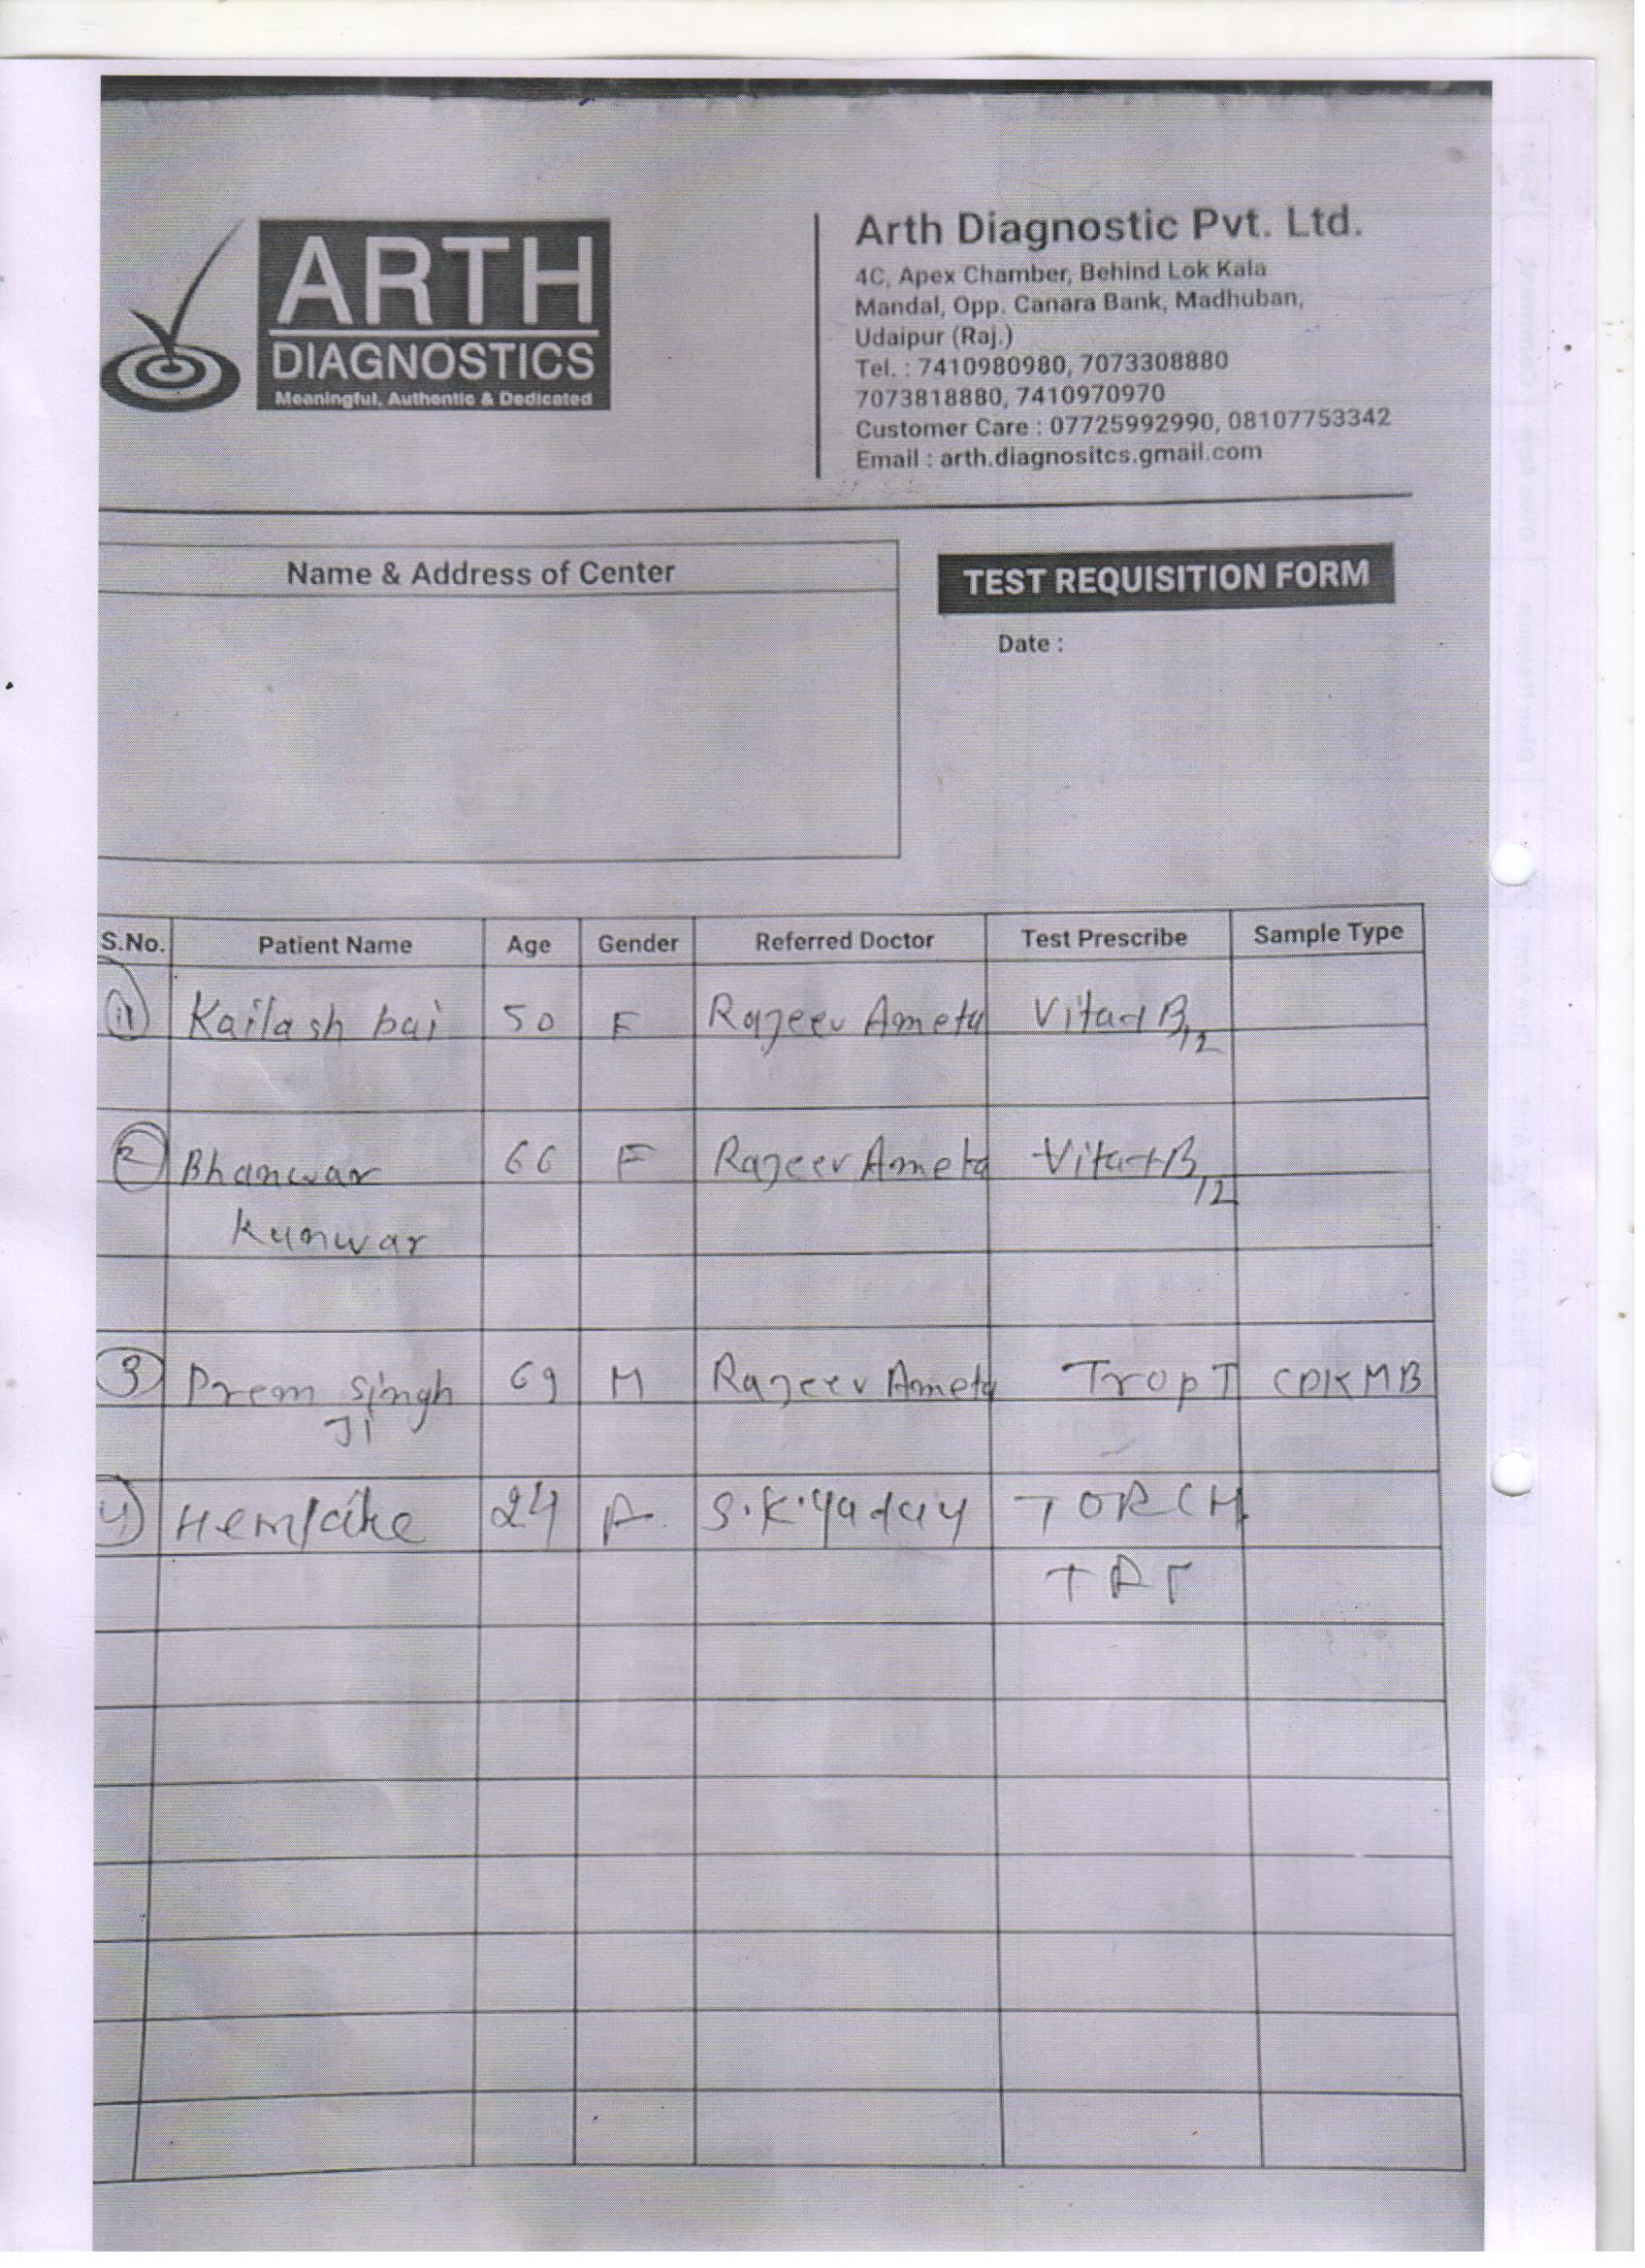 ARTH
DIAGNOSTICS
Meaningful, Authentic & Dedicated
Arth Diagnostic Pvt. Ltd.
4C, Apex Chamber, Behind Lok Kala
Mandal, Opp. Canara Bank, Madhuban,
Udaipur (Raj.)
Tel. : 7410980980, 7073308880
7073818880, 7410970970
Customer Care : 07725992990, 08107753342
Email : arth.diagnositcs.gmail.com
Name & Address of Center
TEST REQUISITION FORM
Date :
S.No. Patient Name Age Gender Referred Doctor Test Prescribe Sample Type
1 Kailash bai 50 F Rajeev Ameta Vitat B12
2 Bhanwar 66 F Rajeev Ameta Vitat B12
Kunwar
3 Prem Singh 69 M Rajeev Ameta Trop T CPKMB
Ji
4 24 S.K. Yadav TORCH